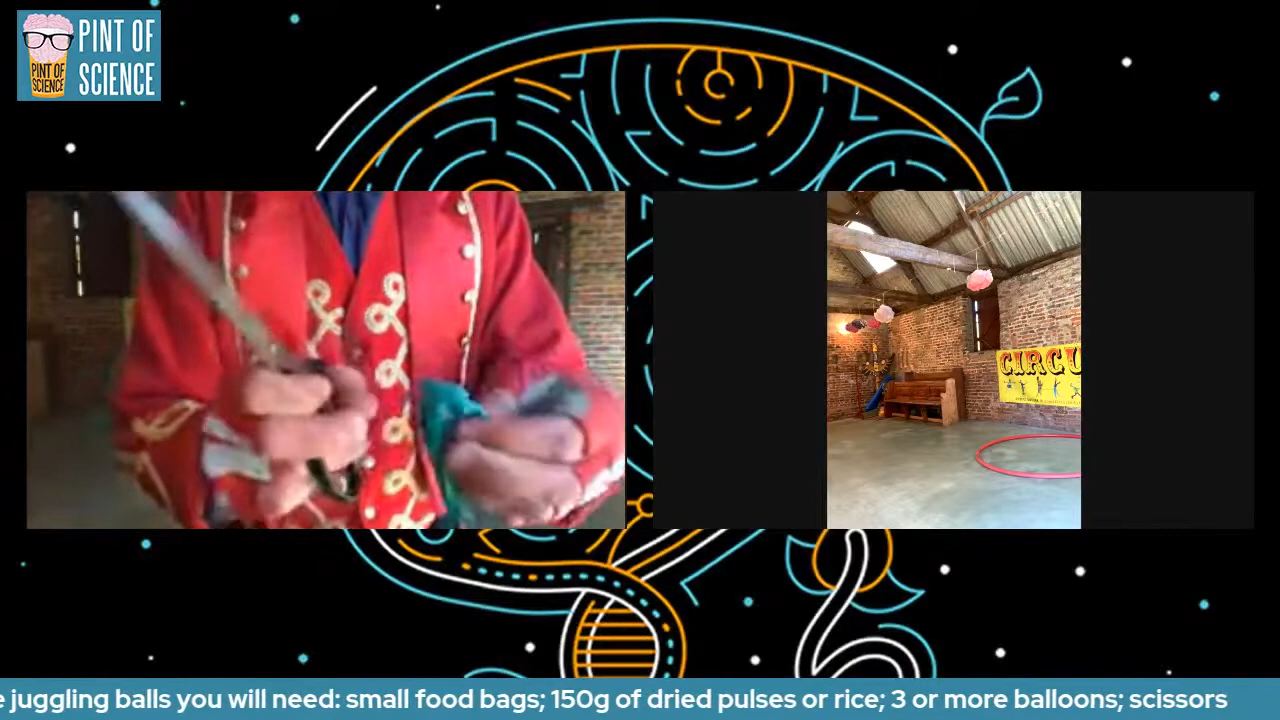 PINT OF
SCIENCE
PINT OF
SCIENCE
CIRCU
juggling balls you will need: small food bags; 150g of dried pulses or rice; 3 or more balloons; scissors